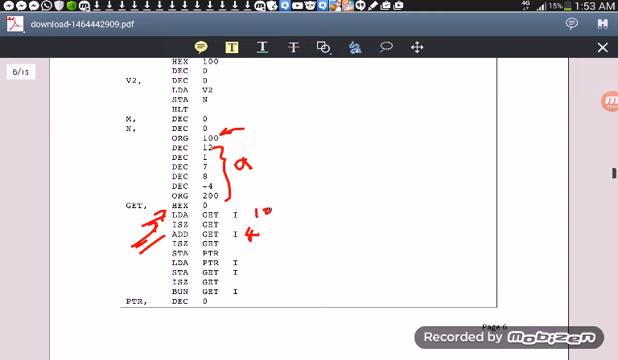 4G 15% 1:53 AM
download-1464442909.pdf
T T T
6/15
HEX 100
DEC 0
V2, DEC 0
LDA V2
STA N
HLT
M, DEC 0
N, DEC 0
ORG 100
DEC 12
DEC 1
DEC 7
DEC 8
DEC -4
ORG 200
GET, HEX 0
LDA GET I 10
ISZ GET
ADD GET I 4
ISZ GET
STA PTR
LDA PTR I
STA GET I
ISZ GET
BUN GET I
PTR, DEC 0
Page 6
Recorded by mobizen